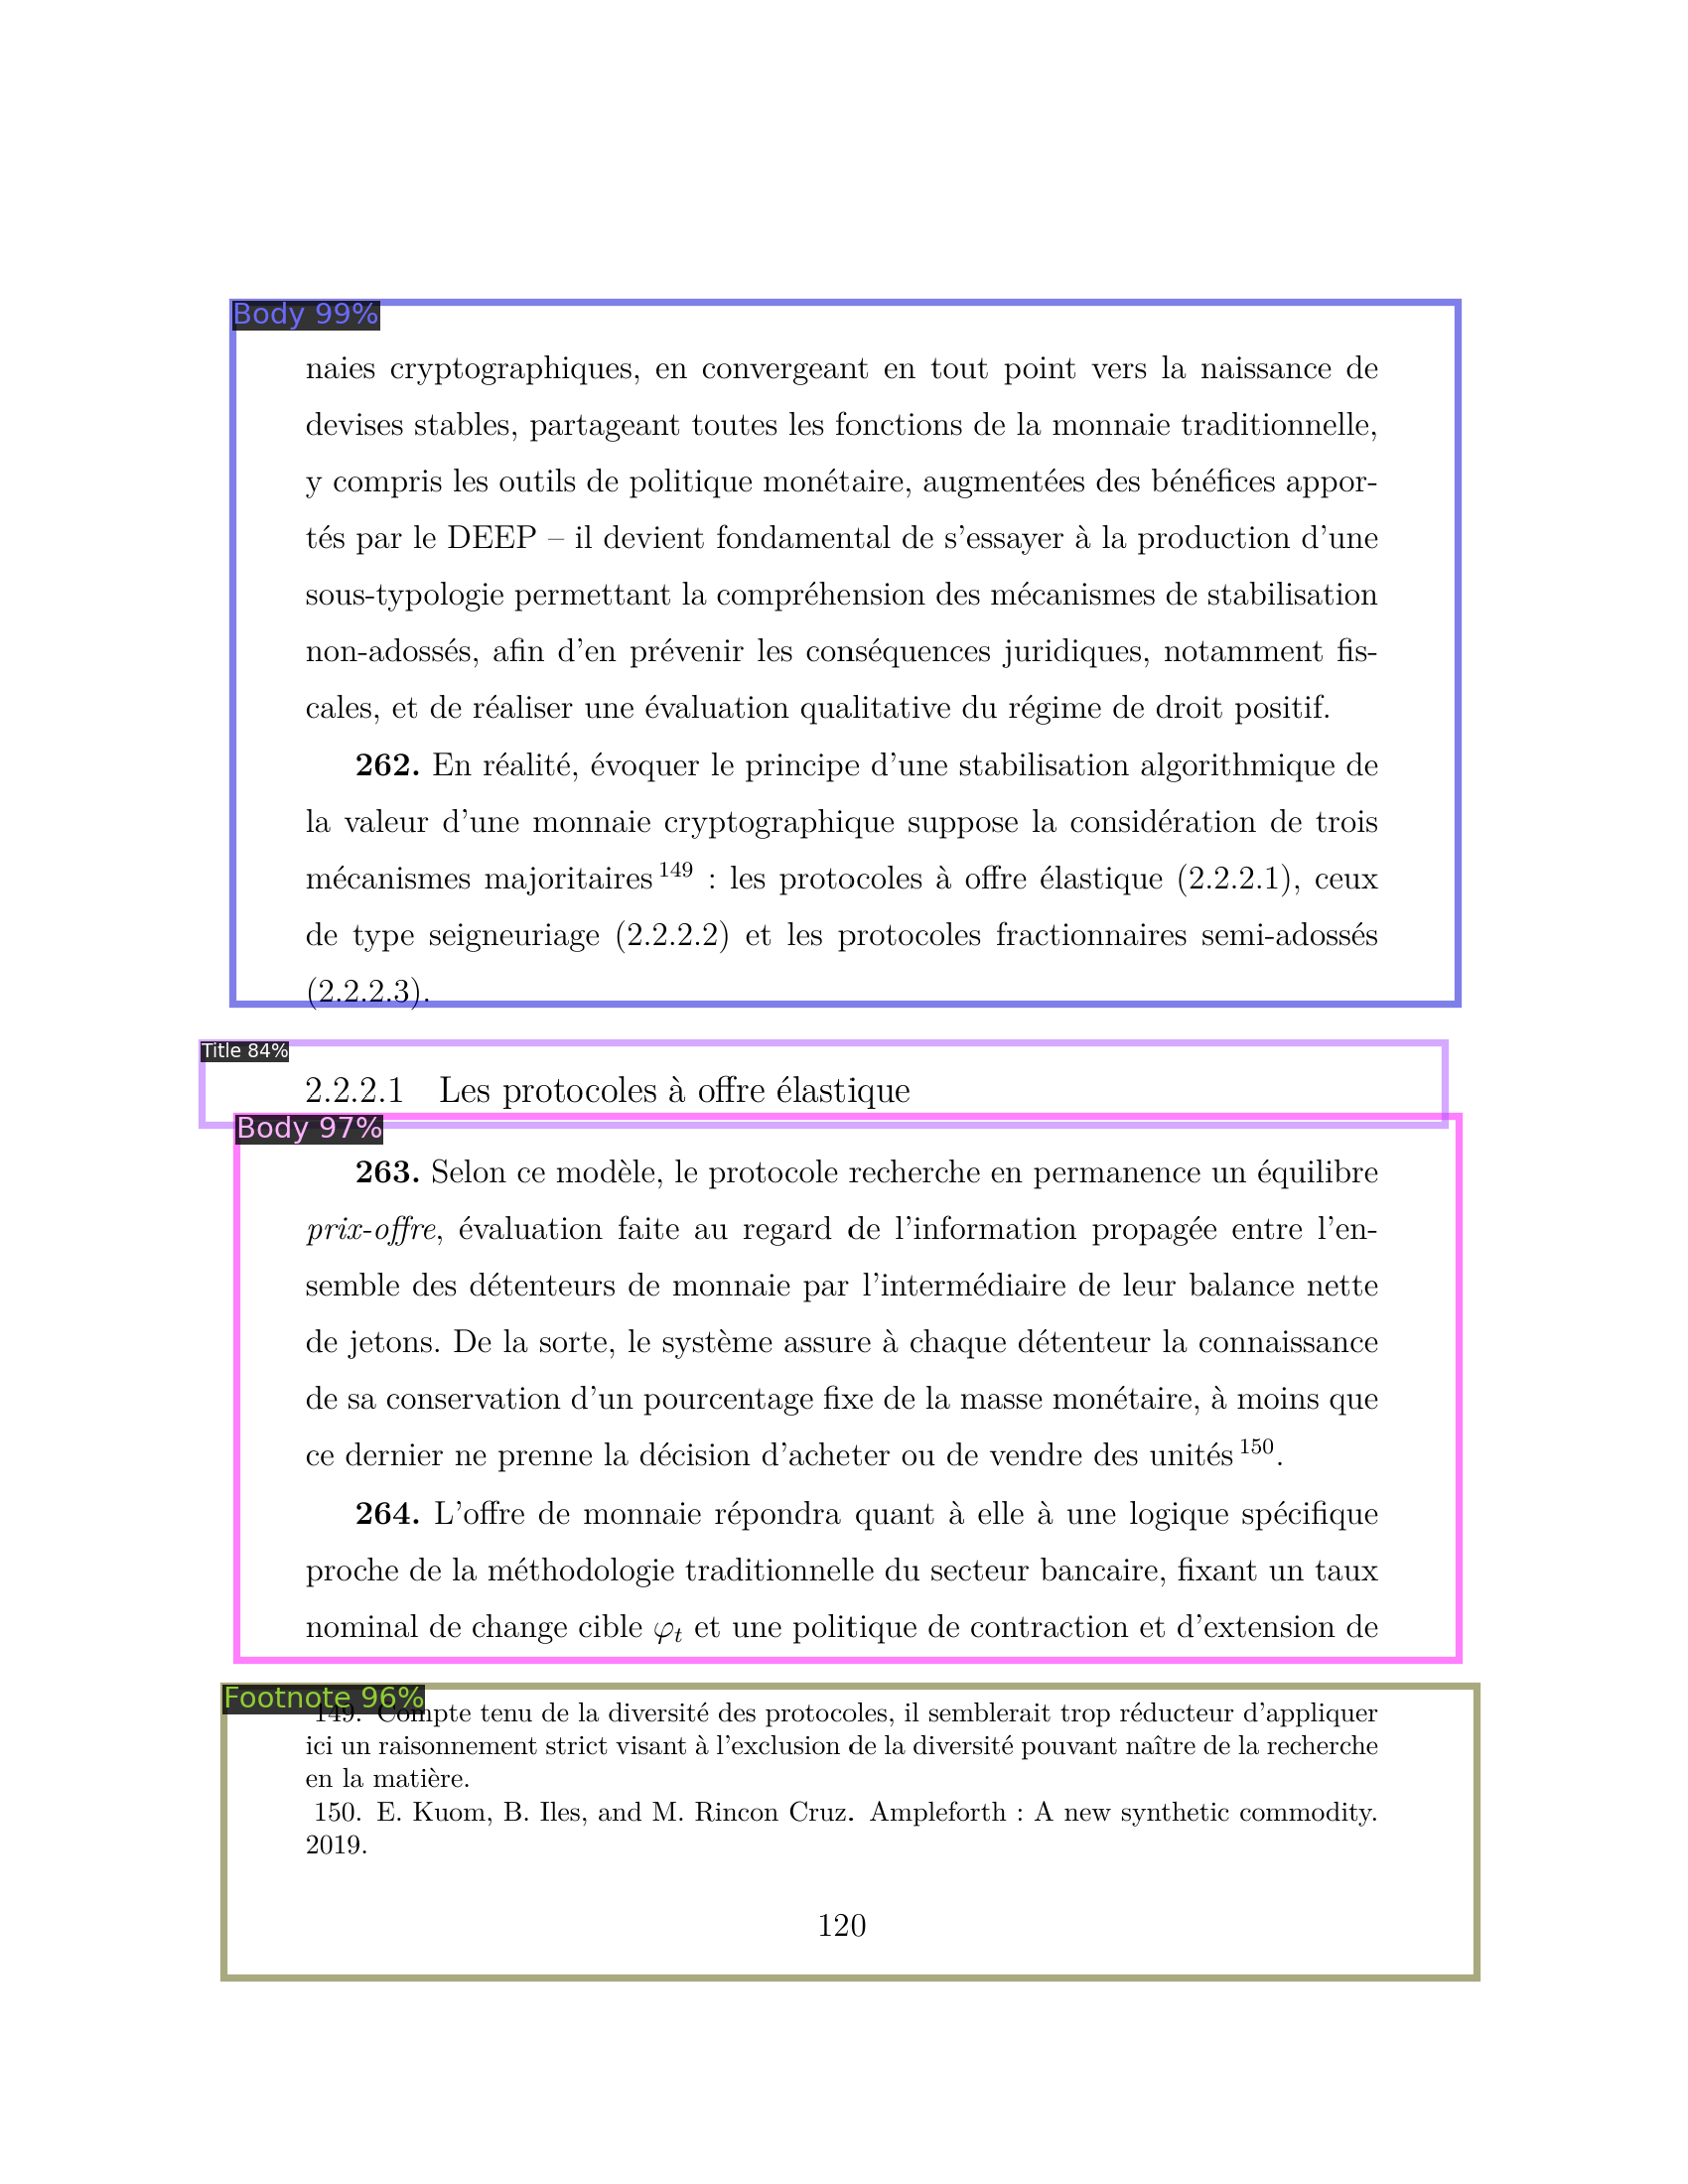 Body 99%
naies cryptographiques, en convergeant en tout point vers la naissance de
devises stables, partageant toutes les fonctions de la monnaie traditionnelle,
y compris les outils de politique monétaire, augmentées des bénéfices appor-
tés par le DEEP – il devient fondamental de s'essayer à la production d'une
sous-typologie permettant la compréhension des mécanismes de stabilisation
non-adossés, afin d'en prévenir les conséquences juridiques, notamment fis-
cales, et de réaliser une évaluation qualitative du régime de droit positif.
262. En réalité, évoquer le principe d'une stabilisation algorithmique de
la valeur d'une monnaie cryptographique suppose la considération de trois
mécanismes majoritaires 149 : les protocoles à offre élastique (2.2.2.1), ceux
de type seigneuriage (2.2.2.2) et les protocoles fractionnaires semi-adossés
(2.2.2.3).
Title 84%
2.2.2.1 Les protocoles à offre élastique
Body 97%
263. Selon ce modèle, le protocole recherche en permanence un équilibre
prix-offre, évaluation faite au regard de l'information propagée entre l'en-
semble des détenteurs de monnaie par l'intermédiaire de leur balance nette
de jetons. De la sorte, le système assure à chaque détenteur la connaissance
de sa conservation d'un pourcentage fixe de la masse monétaire, à moins que
ce dernier ne prenne la décision d'acheter ou de vendre des unités 150.
264. L'offre de monnaie répondra quant à elle à une logique spécifique
proche de la méthodologie traditionnelle du secteur bancaire, fixant un taux
nominal de change cible φt et une politique de contraction et d'extension de
Footnote 96%
149. Compte tenu de la diversité des protocoles, il semblerait trop réducteur d'appliquer
ici un raisonnement strict visant à l'exclusion de la diversité pouvant naître de la recherche
en la matière.
150. E. Kuom, B. Iles, and M. Rincon Cruz. Ampleforth : A new synthetic commodity.
2019.
120